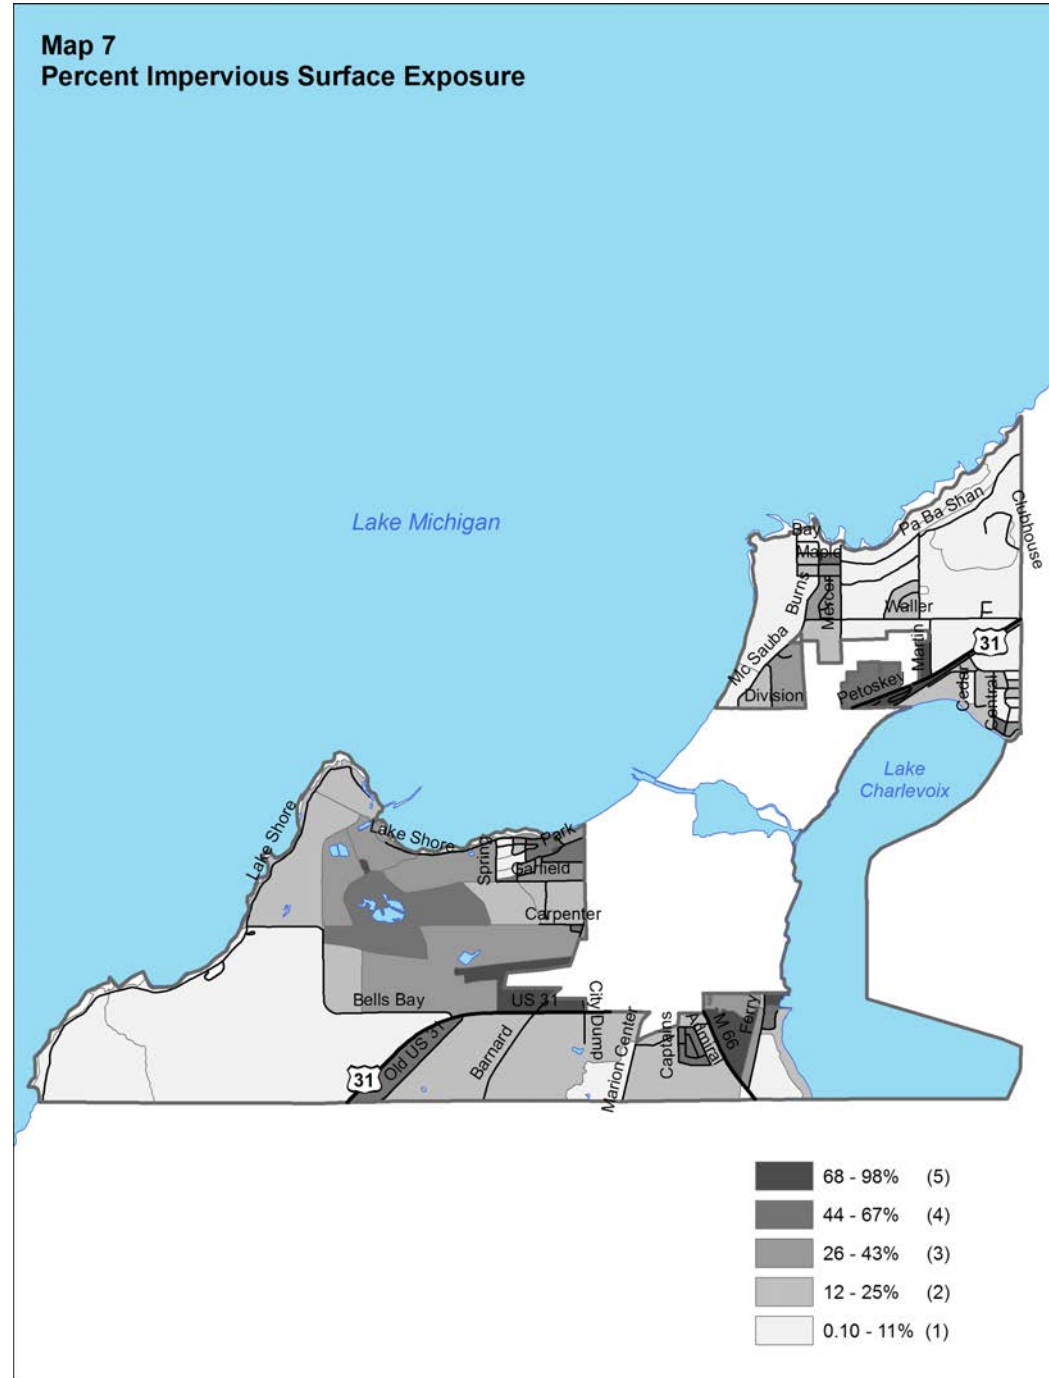 Map 7
Percent Impervious Surface Exposure
Lake Michigan
Clubhouse
Pa Ba Shan
Bay
Maple
Burns
Mercer
Waller
Martin
31
Mc Sauba
Division
Petoskey
Cedar
Central
Lake
Charlevoix
Lake Shore
Lake Shore
Spring
Park
Garfield
Carpenter
Bells Bay
US 31
City Dump
Old US 31
31
Barnard
Marion Center
Captains
Admiral
M 66
Ferry
68 - 98% (5)
44 - 67% (4)
26 - 43% (3)
12 - 25% (2)
0.10 - 11% (1)